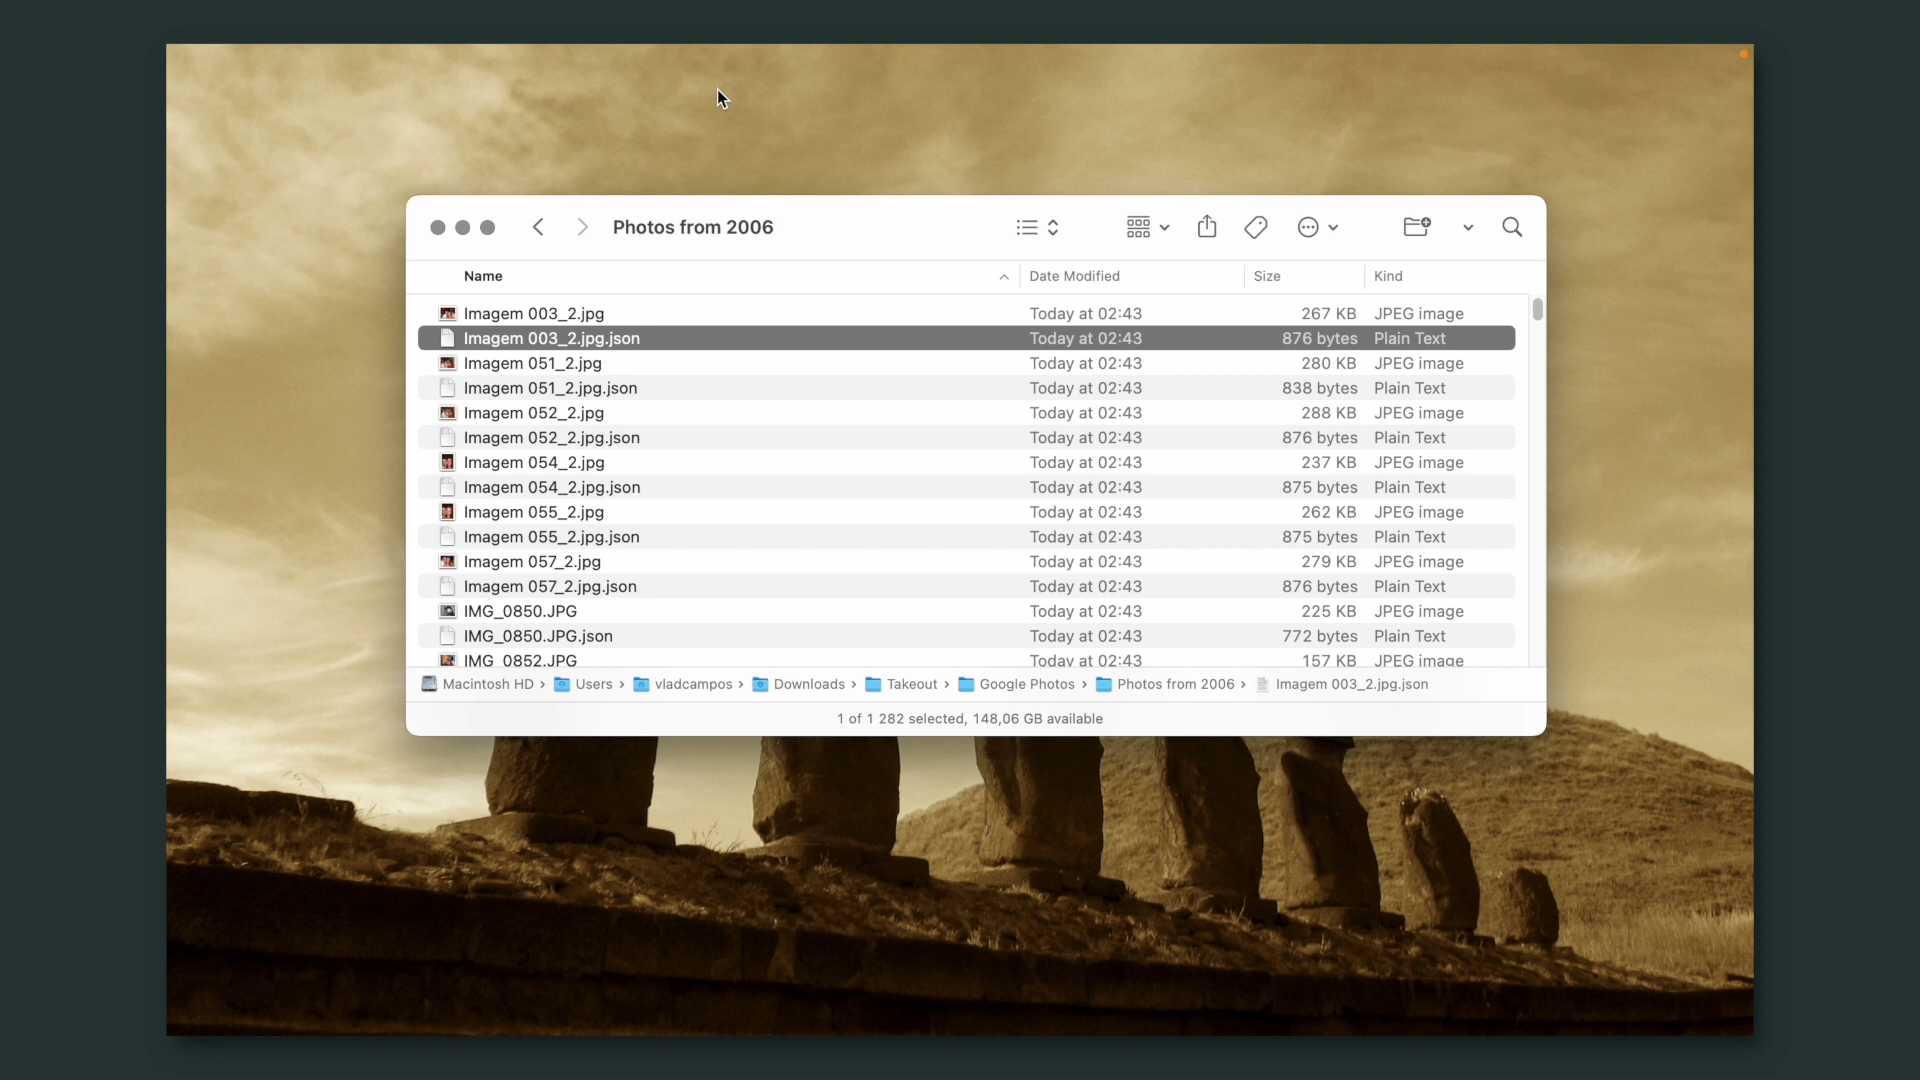 Photos from 2006
Name Date Modified Size Kind
Imagem 003_2.jpg Today at 02:43 267 KB JPEG image
Imagem 003_2.jpg.json Today at 02:43 876 bytes Plain Text
Imagem 051_2.jpg Today at 02:43 280 KB JPEG image
Imagem 051_2.jpg.json Today at 02:43 838 bytes Plain Text
Imagem 052_2.jpg Today at 02:43 288 KB JPEG image
Imagem 052_2.jpg.json Today at 02:43 876 bytes Plain Text
Imagem 054_2.jpg Today at 02:43 237 KB JPEG image
Imagem 054_2.jpg.json Today at 02:43 875 bytes Plain Text
Imagem 055_2.jpg Today at 02:43 262 KB JPEG image
Imagem 055_2.jpg.json Today at 02:43 875 bytes Plain Text
Imagem 057_2.jpg Today at 02:43 279 KB JPEG image
Imagem 057_2.jpg.json Today at 02:43 876 bytes Plain Text
IMG_0850.JPG Today at 02:43 225 KB JPEG image
IMG_0850.JPG.json Today at 02:43 772 bytes Plain Text
IMG_0852.JPG Today at 02:43 157 KB JPEG image
Macintosh HD › Users › vladcampos › Downloads › Takeout › Google Photos › Photos from 2006 › Imagem 003_2.jpg.json
1 of 1 282 selected, 148,06 GB available